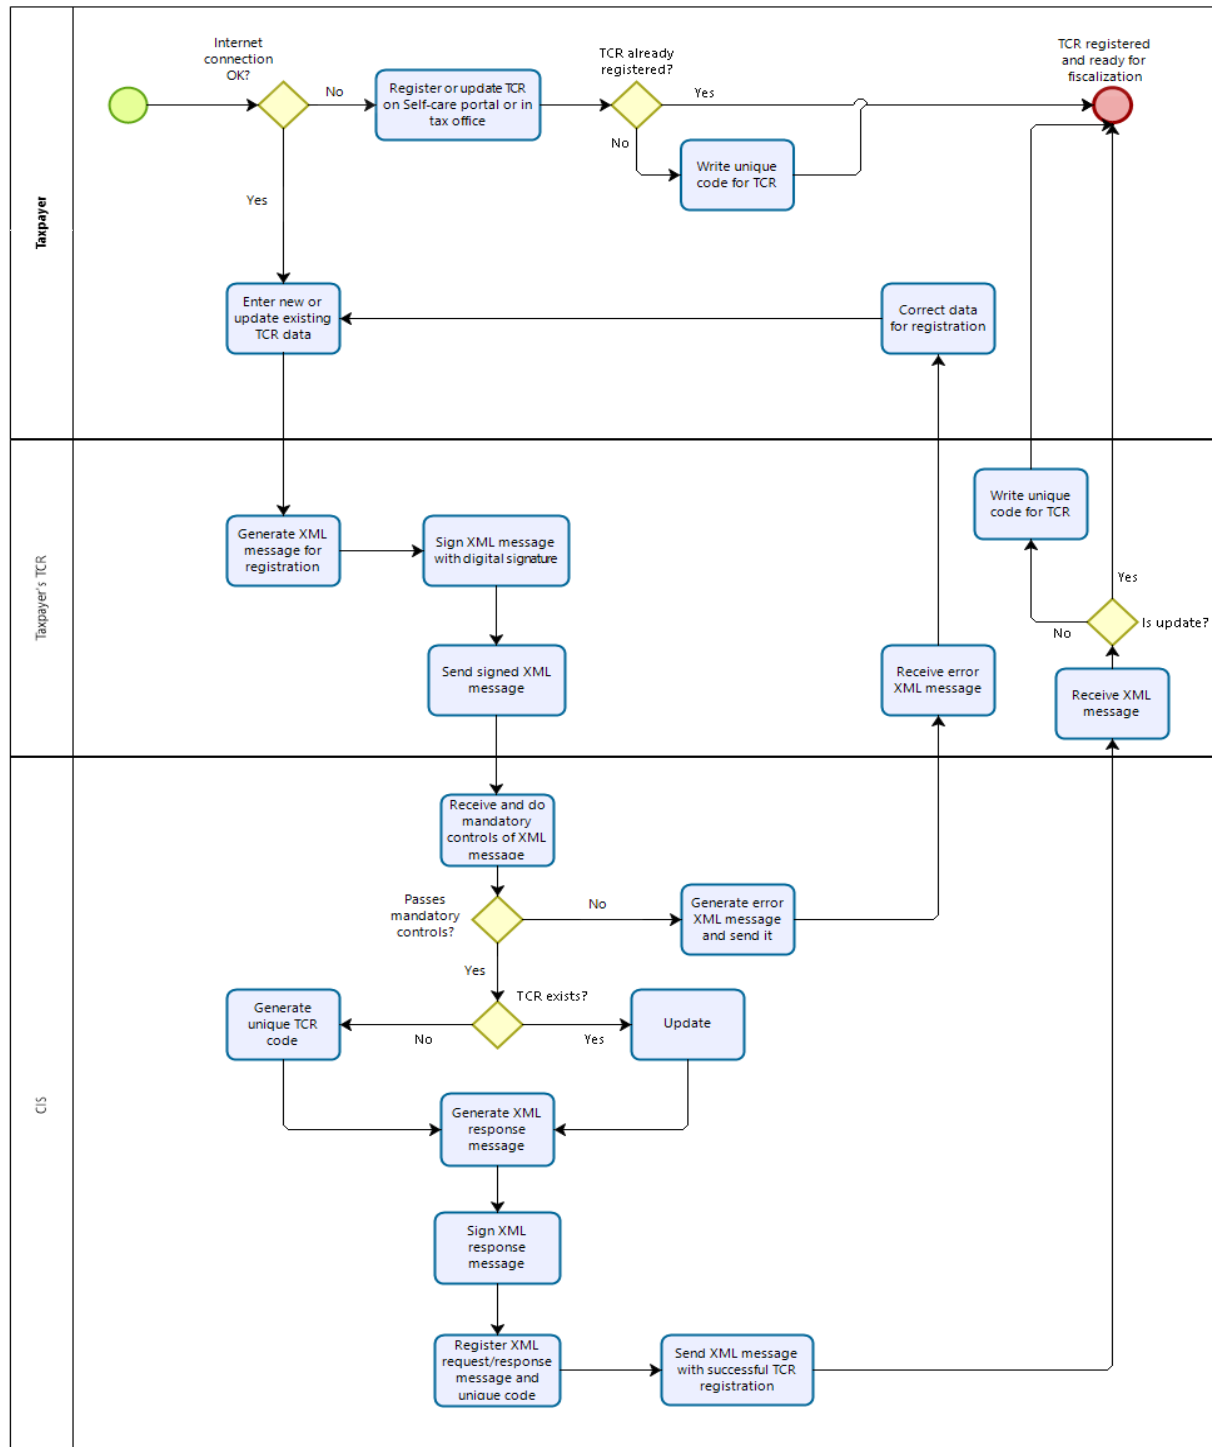 Internet
connection
OK?
No
Register or update TCR
on Self-care portal or in
tax office
TCR already
registered?
Yes
No
Write unique
code for TCR
TCR registered
and ready for
fiscalization
Yes
Taxpayer
Enter new or
update existing
TCR data
Correct data
for registration
Taxpayer's TCR
Generate XML
message for
registration
Sign XML message
with digital signature
Send signed XML
message
Receive error
XML message
Write unique
code for TCR
Yes
No
Is update?
Receive XML
message
CIS
Receive and do
mandatory
controls of XML
message
Passes
mandatory
controls?
No
Generate error
XML message
and send it
Yes
TCR exists?
Generate
unique TCR
code
No
Yes
Update
Generate XML
response
message
Sign XML
response
message
Register XML
request/response
message and
unique code
Send XML message
with successful TCR
registration